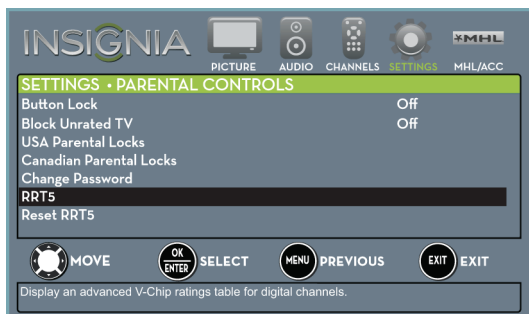 INSIGNIA
PICTURE AUDIO CHANNELS SETTINGS MHL MHL/ACC
SETTINGS • PARENTAL CONTROLS
Button Lock Off
Block Unrated TV Off
USA Parental Locks
Canadian Parental Locks
Change Password
RRT5
Reset RRT5
MOVE OK ENTER SELECT MENU PREVIOUS EXIT EXIT
Display an advanced V-Chip ratings table for digital channels.